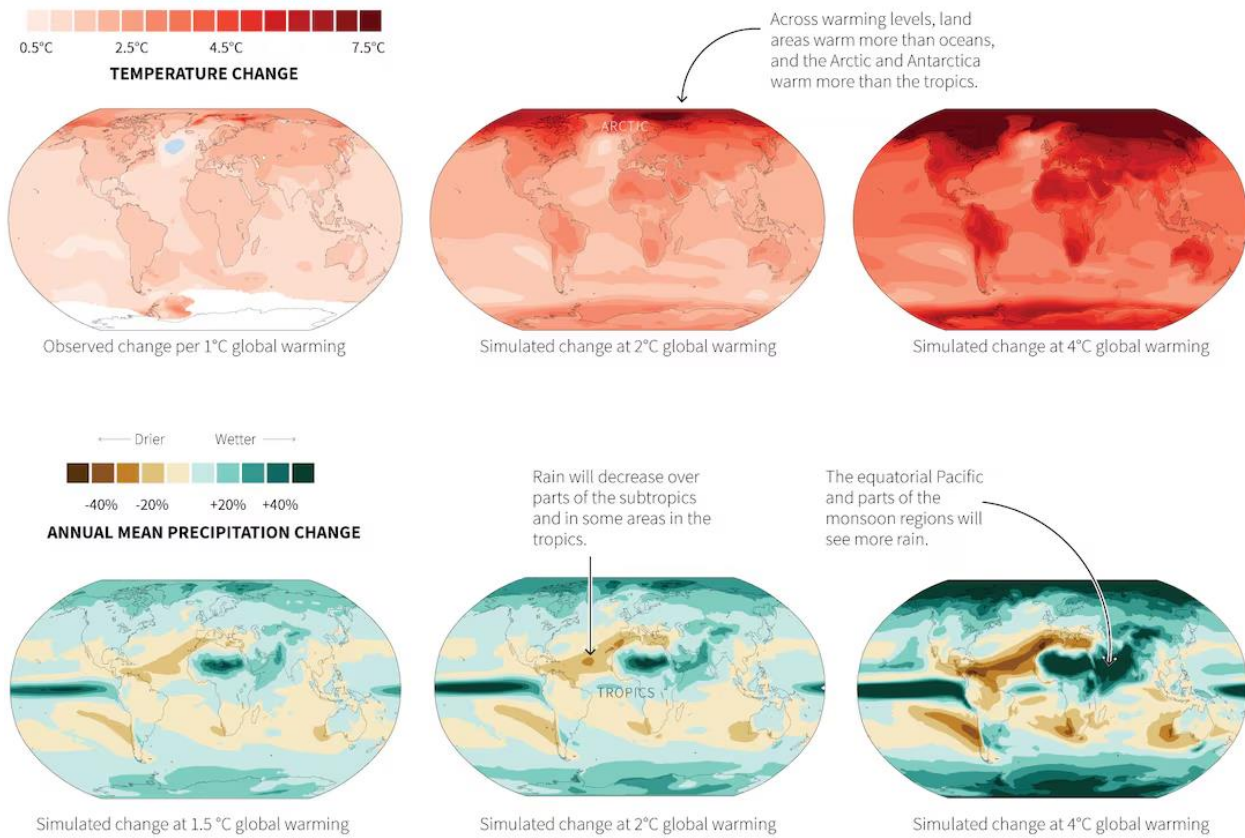 0.5°C 2.5°C 4.5°C 7.5°C
TEMPERATURE CHANGE
Across warming levels, land
areas warm more than oceans,
and the Arctic and Antarctica
warm more than the tropics.
ARCTIC
Observed change per 1°C global warming
Simulated change at 2°C global warming
Simulated change at 4°C global warming
Drier Wetter
-40% -20% +20% +40%
ANNUAL MEAN PRECIPITATION CHANGE
Rain will decrease over
parts of the subtropics
and in some areas in the
tropics.
The equatorial Pacific
and parts of the
monsoon regions will
see more rain.
TROPICS
Simulated change at 1.5 °C global warming
Simulated change at 2°C global warming
Simulated change at 4°C global warming